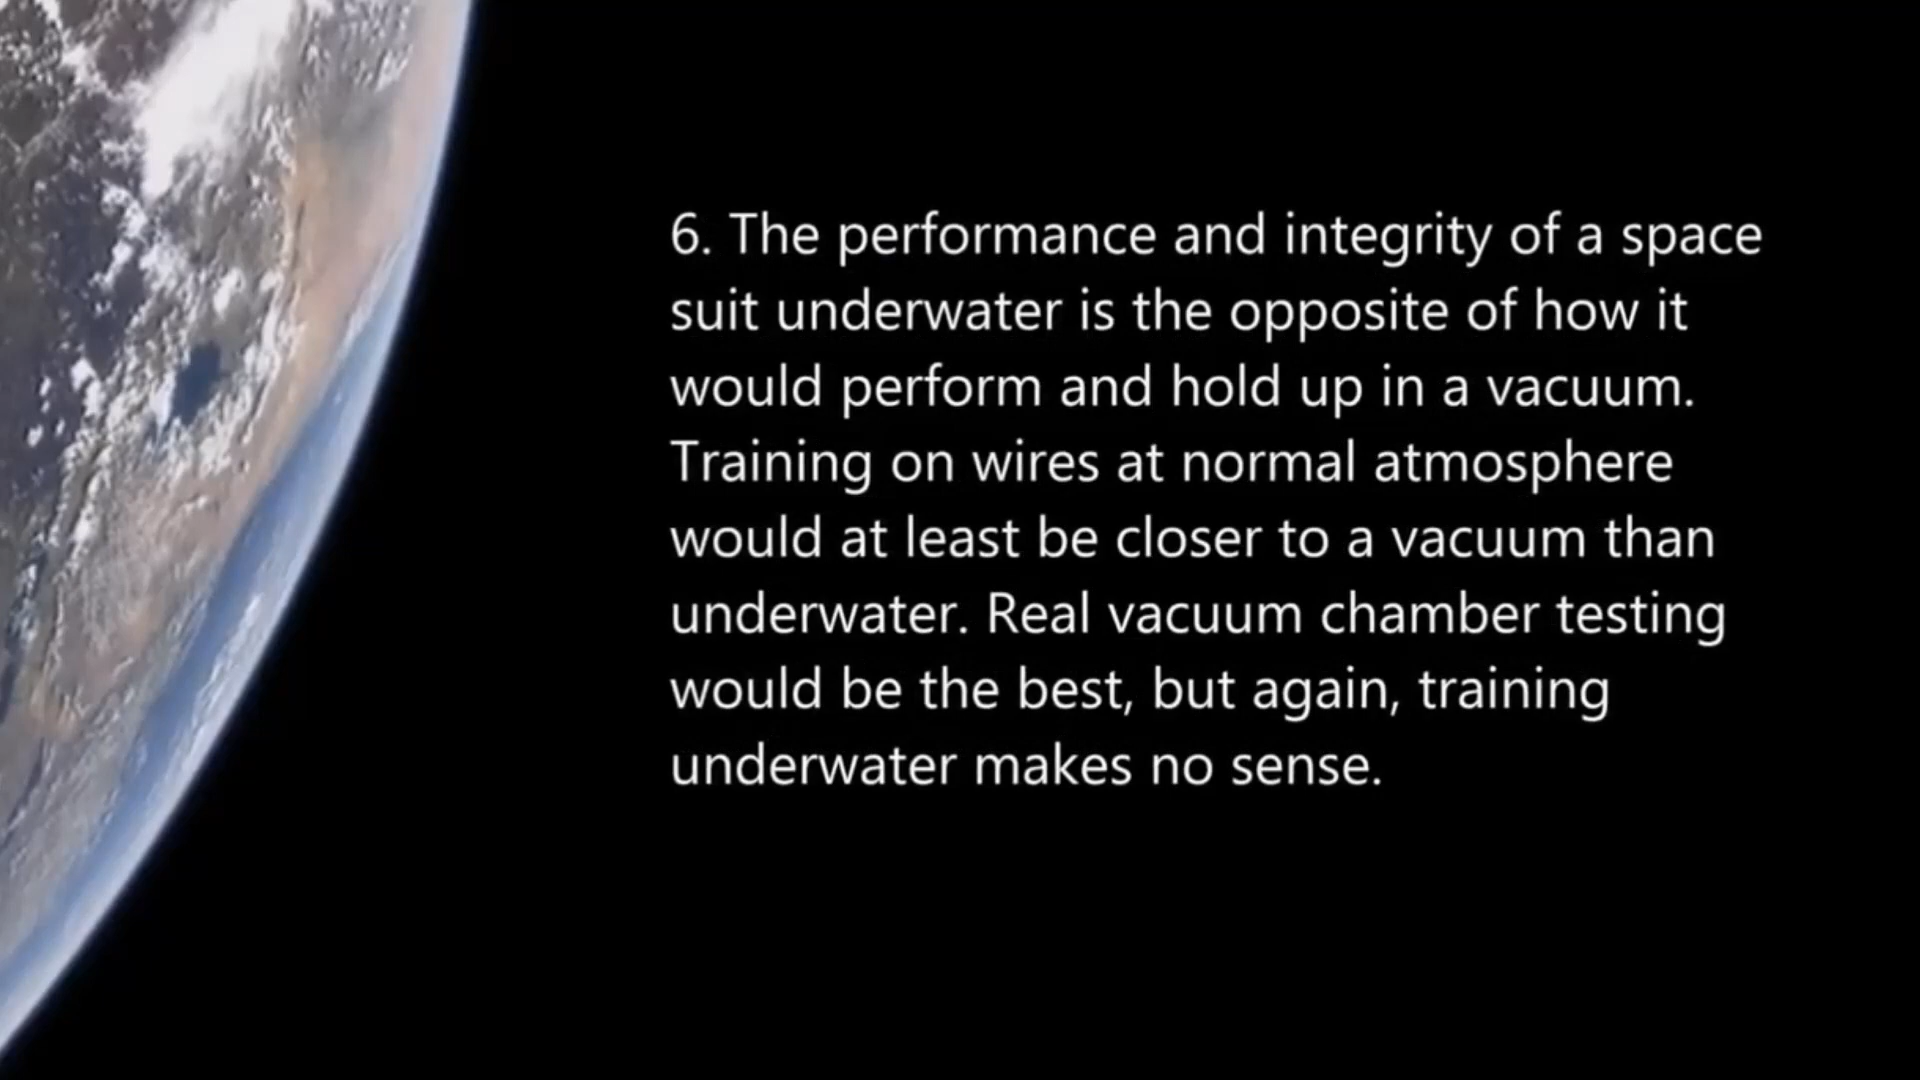 6. The performance and integrity of a space
suit underwater is the opposite of how it
would perform and hold up in a vacuum.
Training on wires at normal atmosphere
would at least be closer to a vacuum than
underwater. Real vacuum chamber testing
would be the best, but again, training
underwater makes no sense.